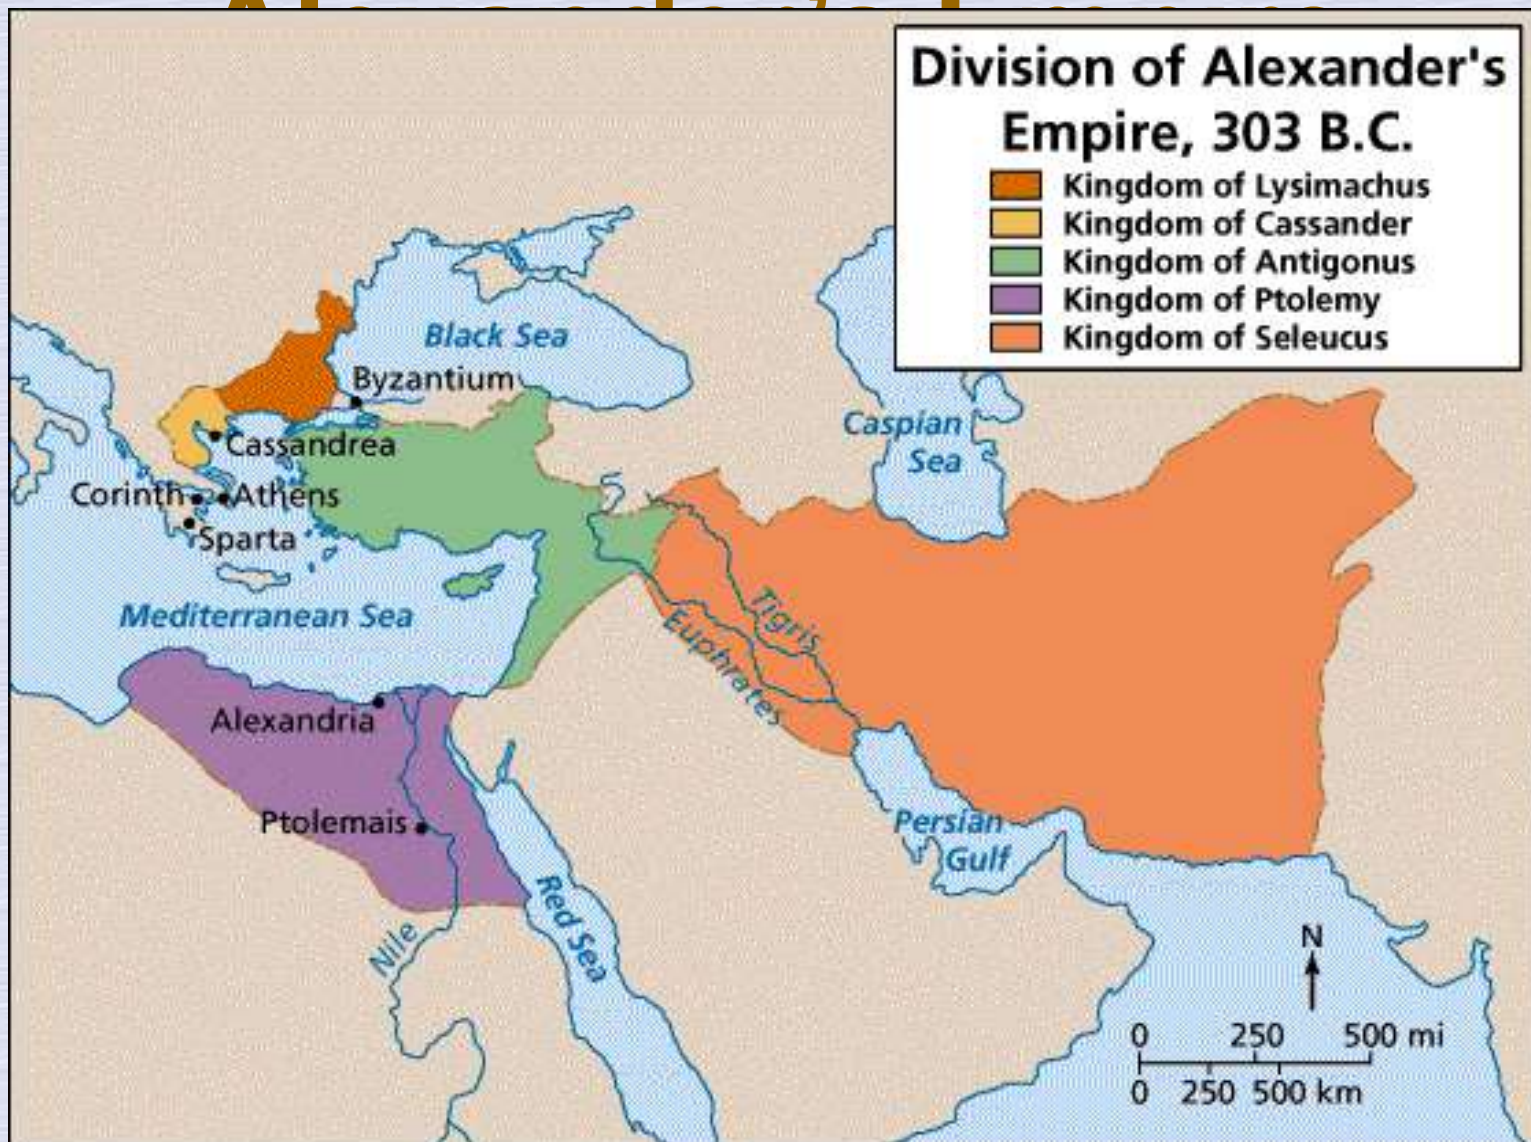 Alexander's Empire
Division of Alexander's
Empire, 303 B.C.
Kingdom of Lysimachus
Kingdom of Cassander
Kingdom of Antigonus
Kingdom of Ptolemy
Kingdom of Seleucus
Black Sea
Byzantium
Caspian
Sea
Cassandrea
Corinth
Athens
Sparta
Mediterranean Sea
Tigris
Euphrates
Alexandria
Ptolemais
Persian
Gulf
Red Sea
Nile
N
0 250 500 mi
0 250 500 km